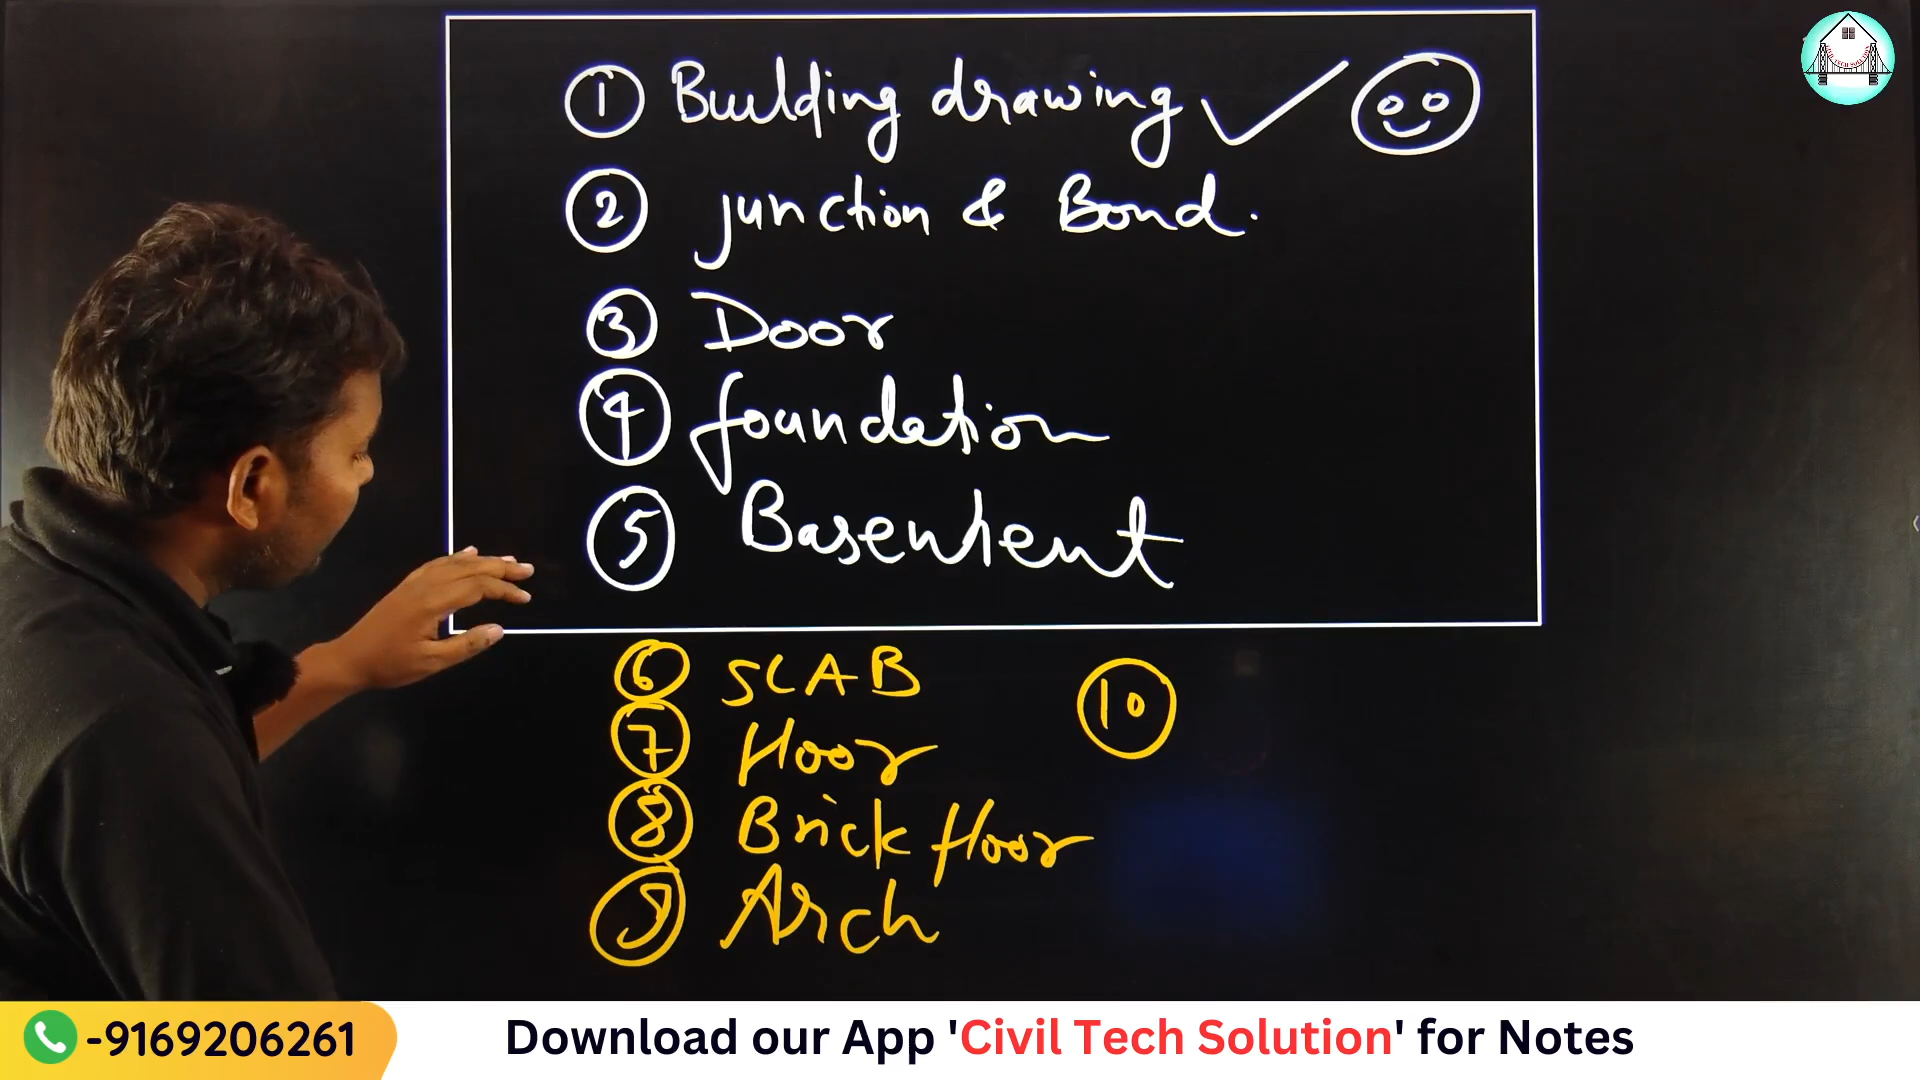 1 Building drawing ✓
2 junction & Bond.
3 Door
4 foundation
5 Basement
6 SLAB
10
7 floor
8 Brick floor
9 Arch
-9169206261
Download our App 'Civil Tech Solution' for Notes